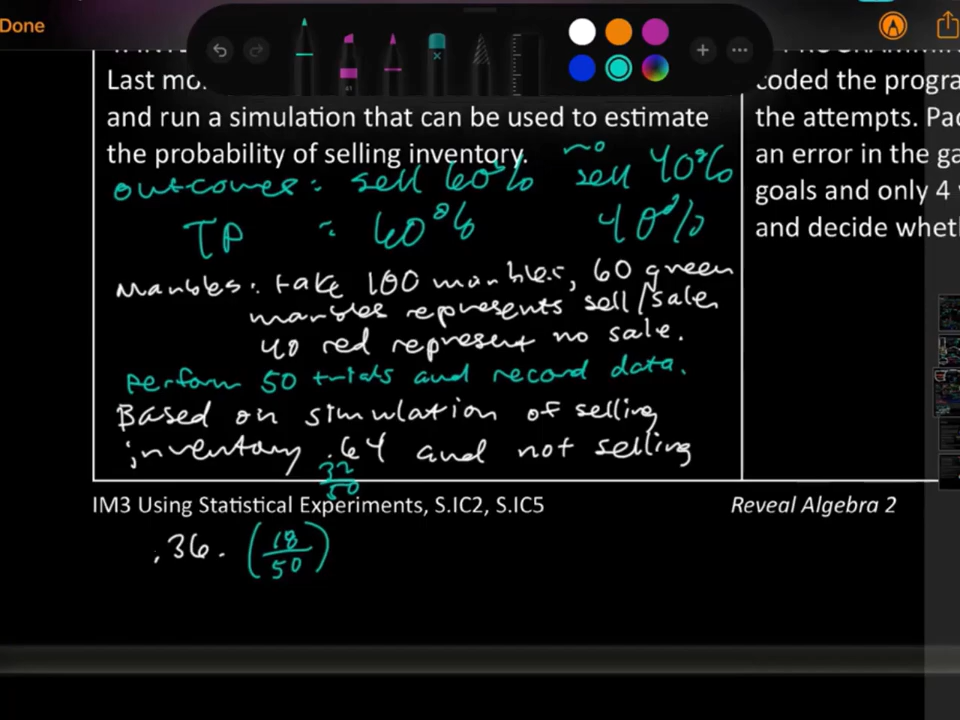 Done
Last mo
and run a simulation that can be used to estimate
the probability of selling inventory.
outcomes: sell 60% no sell 40%
TP = 60% 40%
Marbles: take 100 marbles, 60 green
marbles represents sell/sale
40 red represent no sale.
perform 50 trials and record data.
Based on simulation of selling
inventory .64 and not selling
32
50
IM3 Using Statistical Experiments, S.IC2, S.IC5
Reveal Algebra 2
.36. (18/50)
coded the progra
the attempts. Pac
an error in the ga
goals and only 4
and decide wheth